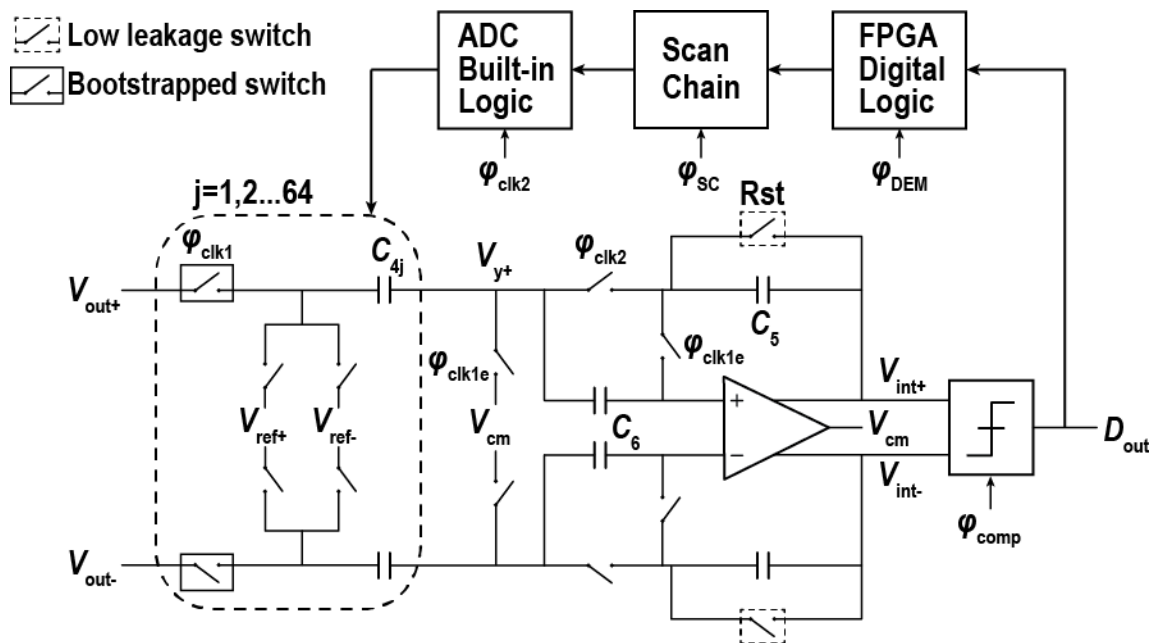 Low leakage switch
Bootstrapped switch
ADC
Built-in
Logic
Scan
Chain
FPGA
Digital
Logic
φclk2
φSC
φDEM
j=1,2...64
Rst
φclk1
C4j
Vy+
φclk2
Vout+
C5
φclk1e
φclk1e
Vint+
Vref+
Vref-
Vcm
C6
+
−
Vcm
Dout
Vint-
φcomp
Vout-